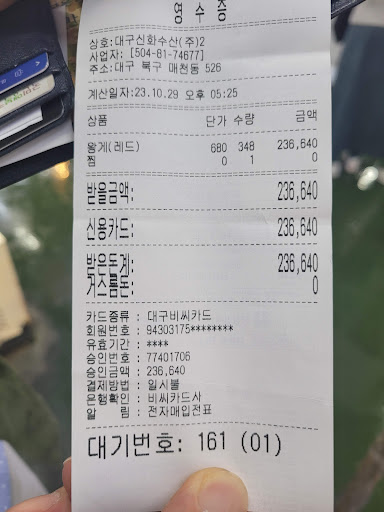 영 수 증
상호:대구신화수산(주)2
사업자: [504-81-74677]
주소:대구 북구 매천동 526
계산일자:23.10.29 오후 05:25
상품 단가 수량 금액
왕게(레드) 680 348 236,640
찜 0 1 0
받을금액: 236,640
신용카드: 236,640
받은돈계: 236,640
거스름돈: 0
카드종류 : 대구비씨카드
회원번호 : 94303175********
유효기간 : ****
승인번호 : 77401706
승인금액 : 236,640
결제방법 : 일시불
은행확인 : 비씨카드사
알 림 : 전자매입전표
대기번호: 161 (01)